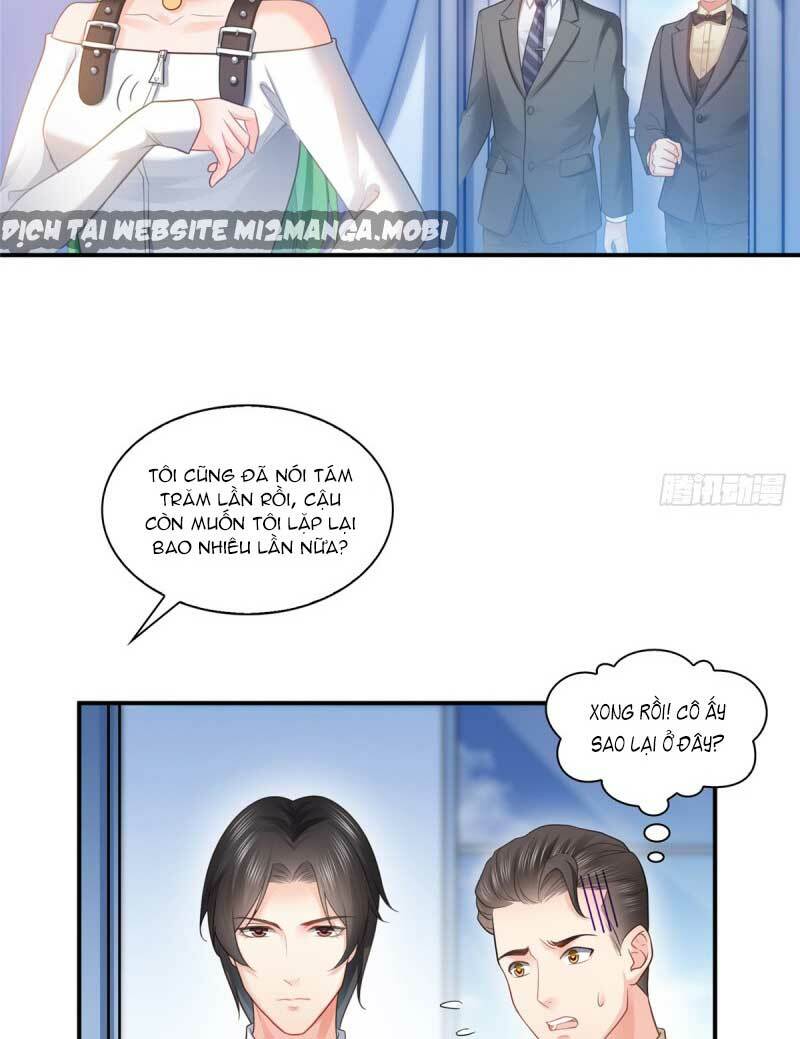 DỊCH TẠI WEBSITE MI2MANGA.MOBI
TÔI CŨNG ĐÃ NÓI TÁM
TRĂM LẦN RỒI, CẬU
CÒN MUỐN TÔI LẶP LẠI
BAO NHIÊU LẦN NỮA?
腾讯动漫
XONG RỒI! CÔ ẤY
SAO LẠI Ở ĐÂY?